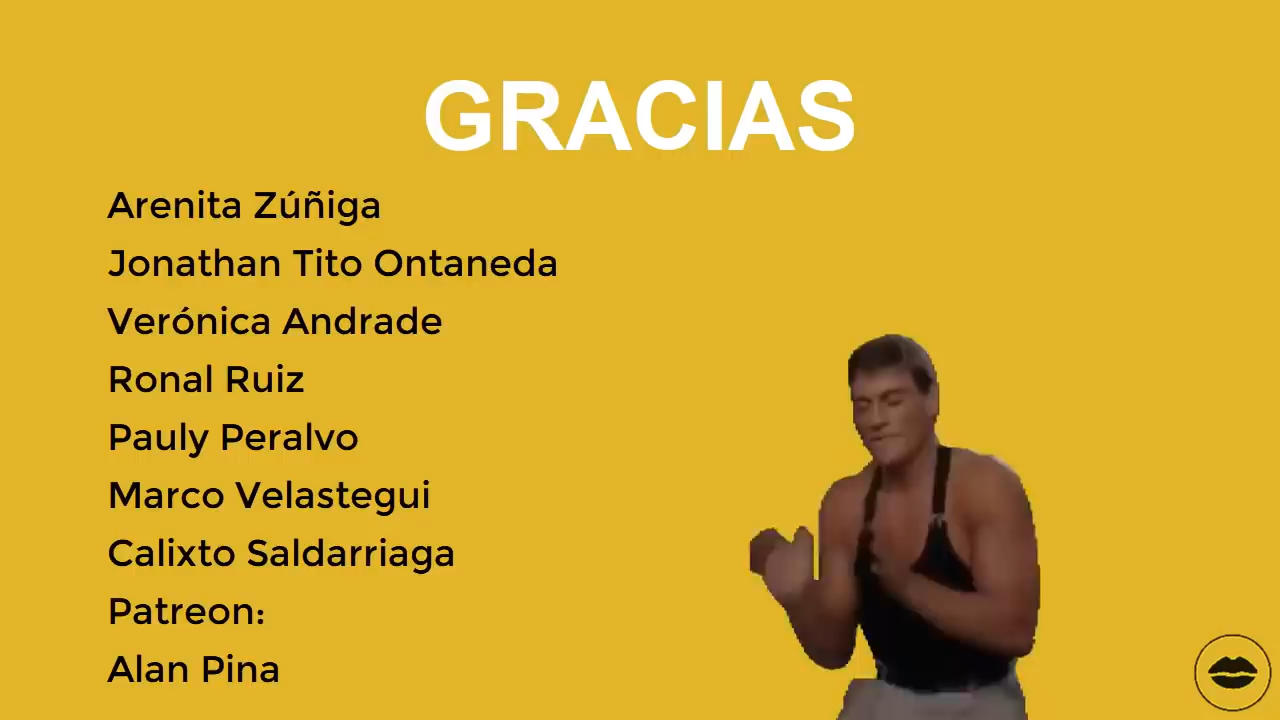 GRACIAS
Arenita Zúñiga
Jonathan Tito Ontaneda
Verónica Andrade
Ronal Ruiz
Pauly Peralvo
Marco Velastegui
Calixto Saldarriaga
Patreon:
Alan Pina